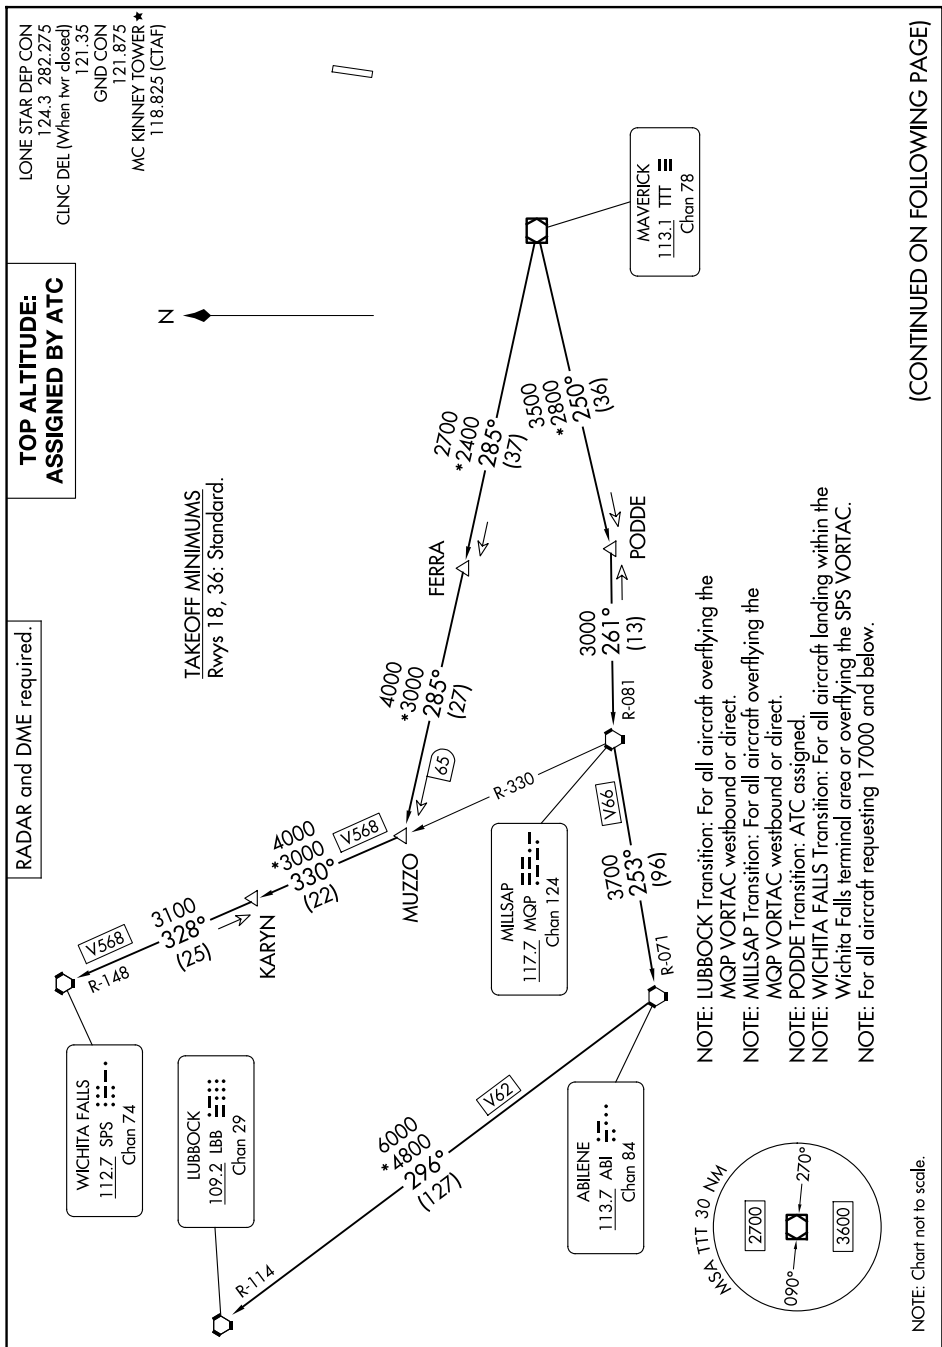 RADAR and DME required.
TOP ALTITUDE:
ASSIGNED BY ATC
LONE STAR DEP CON
124.3 282.275
CLNC DEL (When twr closed)
121.35
GND CON
121.875
MC KINNEY TOWER ★
118.825 (CTAF)
TAKEOFF MINIMUMS
Rwys 18, 36: Standard.
N
WICHITA FALLS
112.7 SPS
Chan 74
R-148
V568
3100
328°
(25)
KARYN
4000
*3000
330°
(22)
V568
MUZZO
65
4000
*3000
285°
(27)
FERRA
2700
*2400
285°
(37)
LUBBOCK
109.2 LBB
Chan 29
R-114
6000
*4800
296°
(127)
V62
MILLSAP
117.7 MQP
Chan 124
R-330
R-081
V66
3700
253°
(96)
R-071
3000
261°
(13)
PODDE
3500
*2800
250°
(36)
MAVERICK
113.1 TTT
Chan 78
ABILENE
113.7 ABI
Chan 84
MSA TTT 30 NM
2700
090°
270°
3600
NOTE: LUBBOCK Transition: For all aircraft overflying the
MQP VORTAC westbound or direct.
NOTE: MILLSAP Transition: For all aircraft overflying the
MQP VORTAC westbound or direct.
NOTE: PODDE Transition: ATC assigned.
NOTE: WICHITA FALLS Transition: For all aircraft landing within the
Wichita Falls terminal area or overflying the SPS VORTAC.
NOTE: For all aircraft requesting 17000 and below.
NOTE: Chart not to scale.
(CONTINUED ON FOLLOWING PAGE)